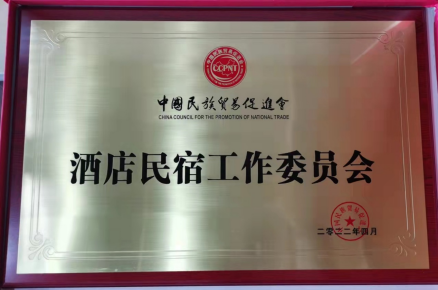 CCPNT
中國民族貿易促進會
CHINA COUNCIL FOR THE PROMOTION OF NATIONAL TRADE
酒店民宿工作委员会
二零二二年四月